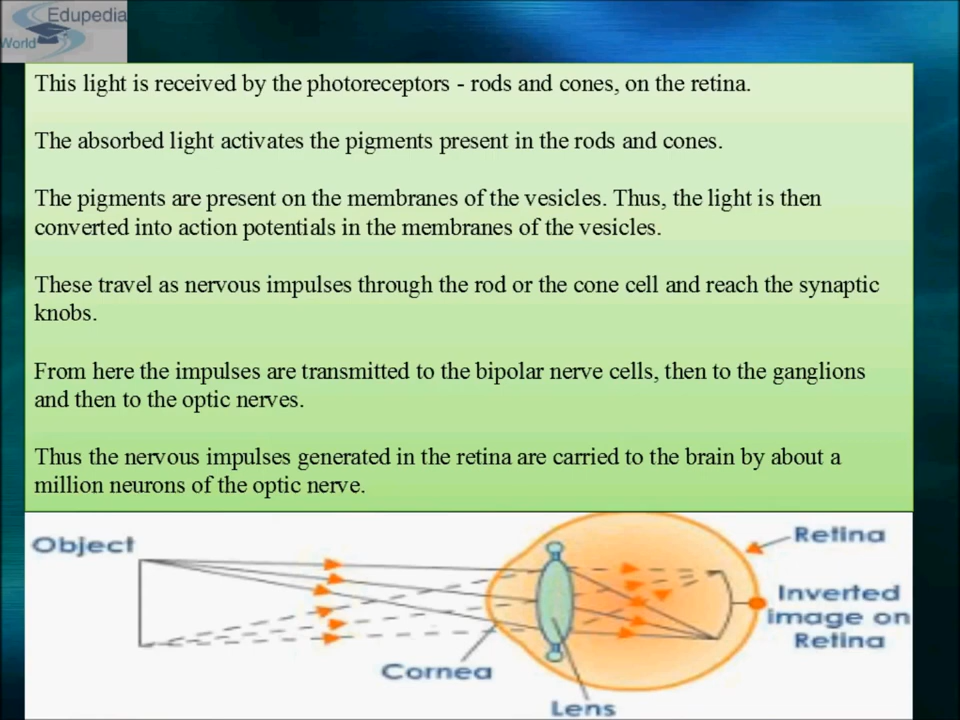 Edupedia
World
This light is received by the photoreceptors - rods and cones, on the retina.
The absorbed light activates the pigments present in the rods and cones.
The pigments are present on the membranes of the vesicles. Thus, the light is then
converted into action potentials in the membranes of the vesicles.
These travel as nervous impulses through the rod or the cone cell and reach the synaptic
knobs.
From here the impulses are transmitted to the bipolar nerve cells, then to the ganglions
and then to the optic nerves.
Thus the nervous impulses generated in the retina are carried to the brain by about a
million neurons of the optic nerve.
Object
Retina
Inverted
image on
Retina
Cornea
Lens